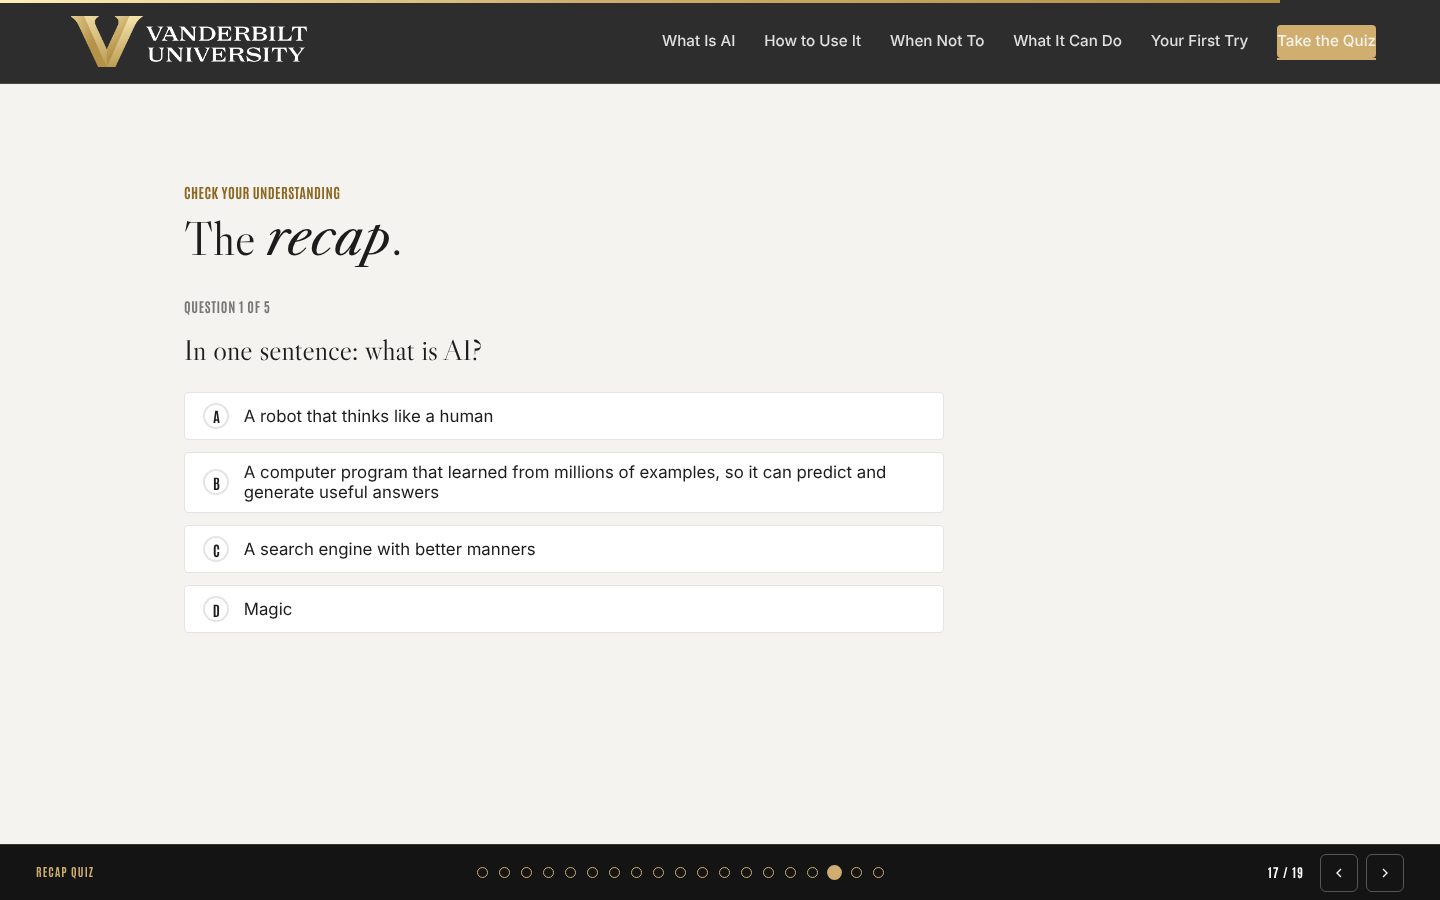 VANDERBILT
UNIVERSITY
What Is AI
How to Use It
When Not To
What It Can Do
Your First Try
Take the Quiz
CHECK YOUR UNDERSTANDING
The recap.
QUESTION 1 OF 5
In one sentence: what is AI?
A A robot that thinks like a human
B A computer program that learned from millions of examples, so it can predict and
generate useful answers
C A search engine with better manners
D Magic
RECAP QUIZ
17 / 19